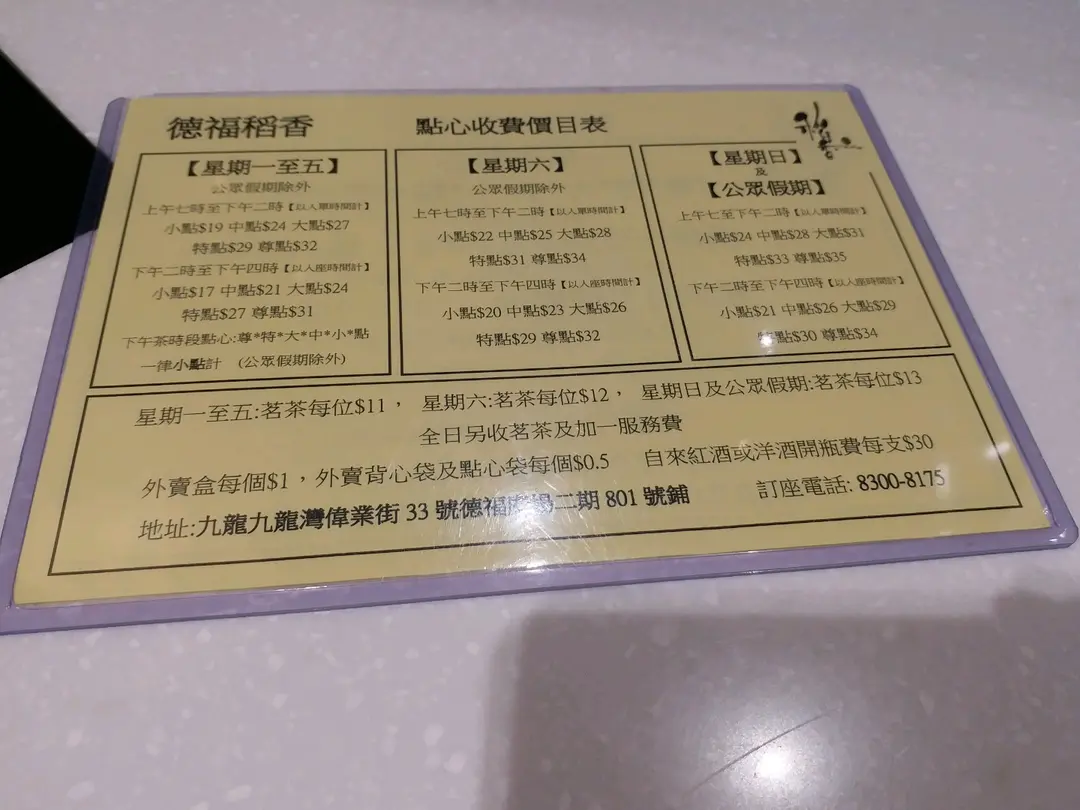 德福稻香
點心收費價目表
稻香
【星期一至五】
公眾假期除外
上午七時至下午二時【以入單時間計】
小點$19 中點$24 大點$27
特點$29 尊點$32
下午二時至下午四時【以入座時間計】
小點$17 中點$21 大點$24
特點$27 尊點$31
下午茶時段點心:尊*特*大*中*小*點
一律小點計 (公眾假期除外)
【星期六】
公眾假期除外
上午七時至下午二時【以入單時間計】
小點$22 中點$25 大點$28
特點$31 尊點$34
下午二時至下午四時【以入座時間計】
小點$20 中點$23 大點$26
特點$29 尊點$32
【星期日】
及
【公眾假期】
上午七至下午二時【以入單時間計】
小點$24 中點$28 大點$31
特點$33 尊點$35
下午二時至下午四時【以入座時間計】
小點$21 中點$26 大點$29
特點$30 尊點$34
星期一至五:茗茶每位$11, 星期六:茗茶每位$12, 星期日及公眾假期:茗茶每位$13
全日另收茗茶及加一服務費
外賣盒每個$1,外賣背心袋及點心袋每個$0.5 自來紅酒或洋酒開瓶費每支$30
地址:九龍九龍灣偉業街 33 號德福廣場二期 801 號鋪 訂座電話: 8300-8175